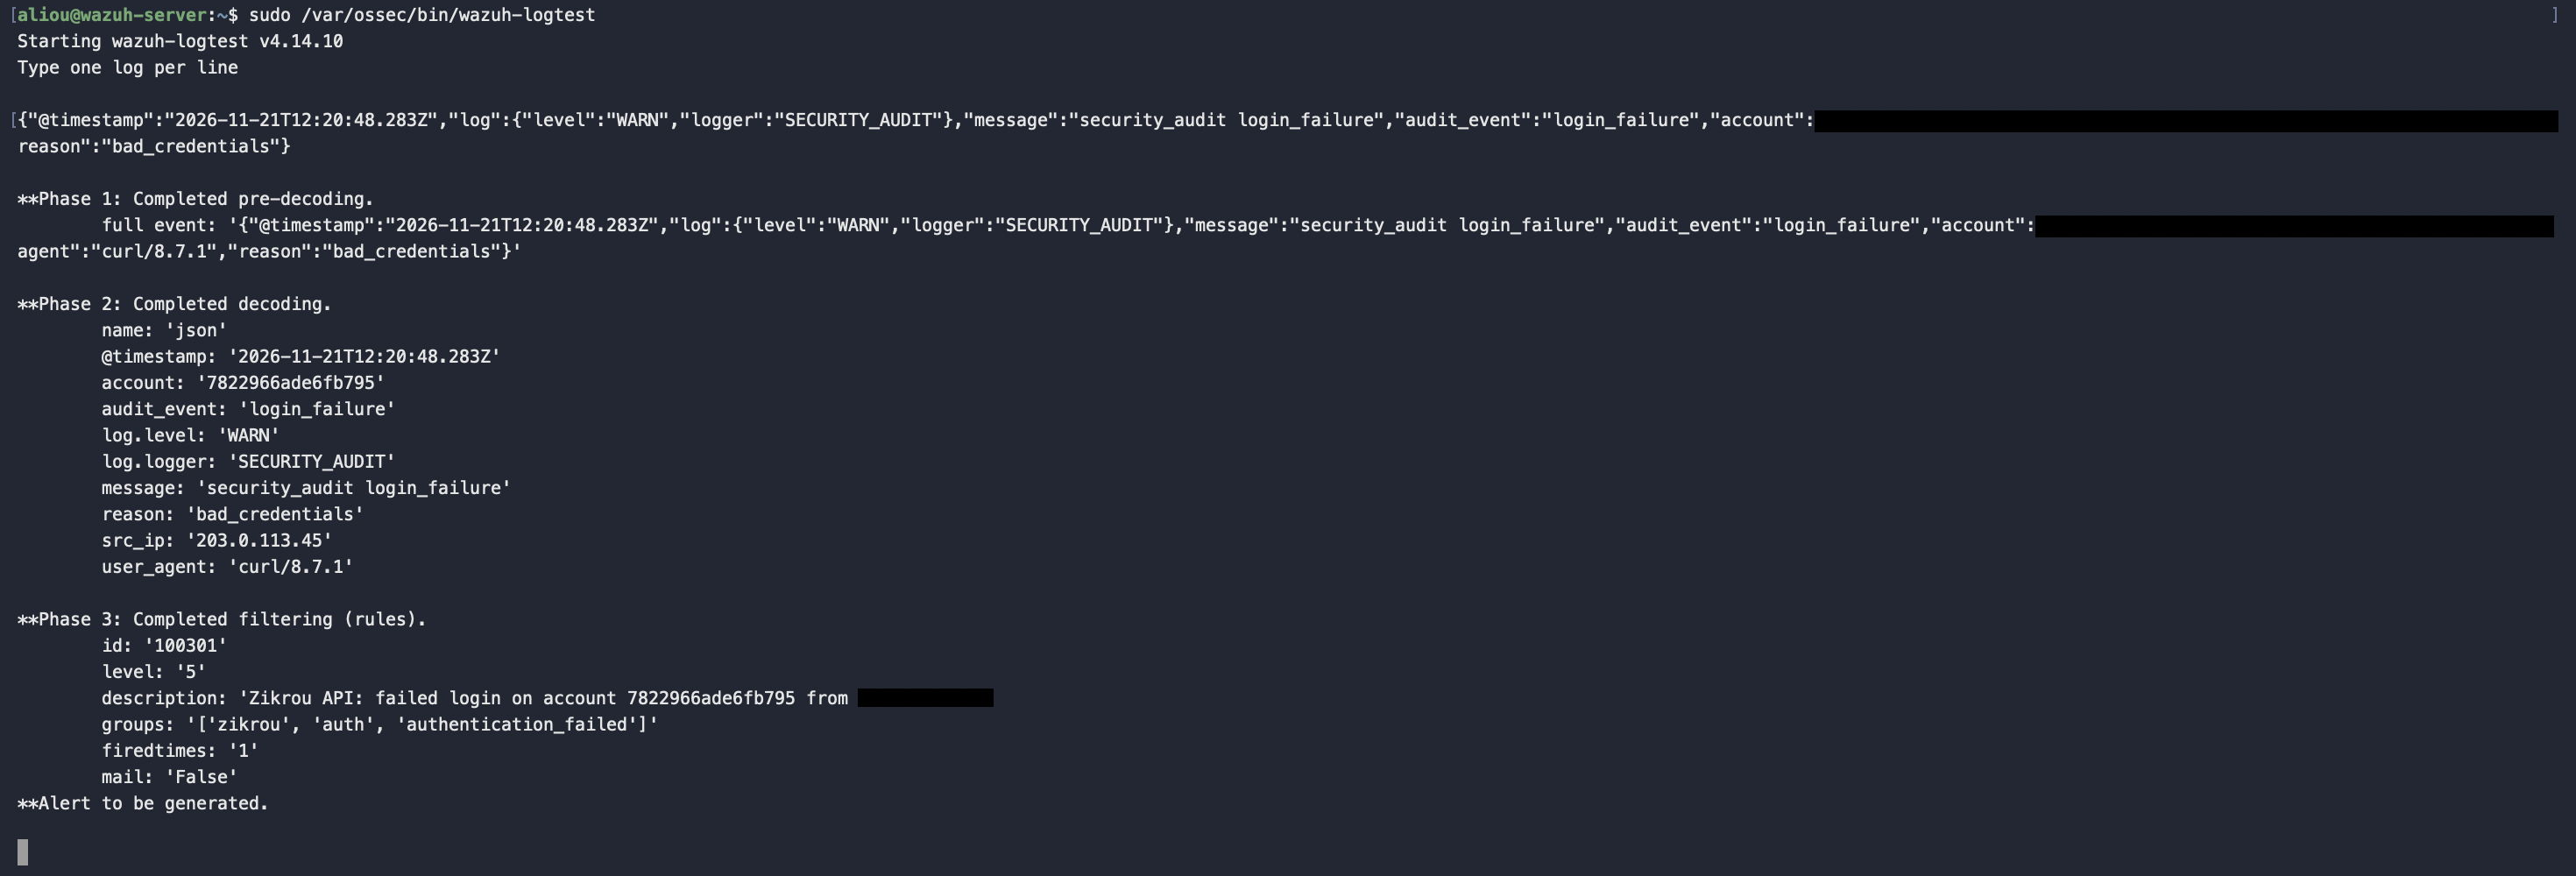 [aliou@wazuh-server:~$ sudo /var/ossec/bin/wazuh-logtest ]
Starting wazuh-logtest v4.14.10
Type one log per line
[{"@timestamp":"2026-11-21T12:20:48.283Z","log":{"level":"WARN","logger":"SECURITY_AUDIT"},"message":"security_audit login_failure","audit_event":"login_failure","account":
reason":"bad_credentials"}
**Phase 1: Completed pre-decoding.
full event: '{"@timestamp":"2026-11-21T12:20:48.283Z","log":{"level":"WARN","logger":"SECURITY_AUDIT"},"message":"security_audit login_failure","audit_event":"login_failure","account":
agent":"curl/8.7.1","reason":"bad_credentials"}'
**Phase 2: Completed decoding.
name: 'json'
@timestamp: '2026-11-21T12:20:48.283Z'
account: '7822966ade6fb795'
audit_event: 'login_failure'
log.level: 'WARN'
log.logger: 'SECURITY_AUDIT'
message: 'security_audit login_failure'
reason: 'bad_credentials'
src_ip: '203.0.113.45'
user_agent: 'curl/8.7.1'
**Phase 3: Completed filtering (rules).
id: '100301'
level: '5'
description: 'Zikrou API: failed login on account 7822966ade6fb795 from
groups: '['zikrou', 'auth', 'authentication_failed']'
firedtimes: '1'
mail: 'False'
**Alert to be generated.